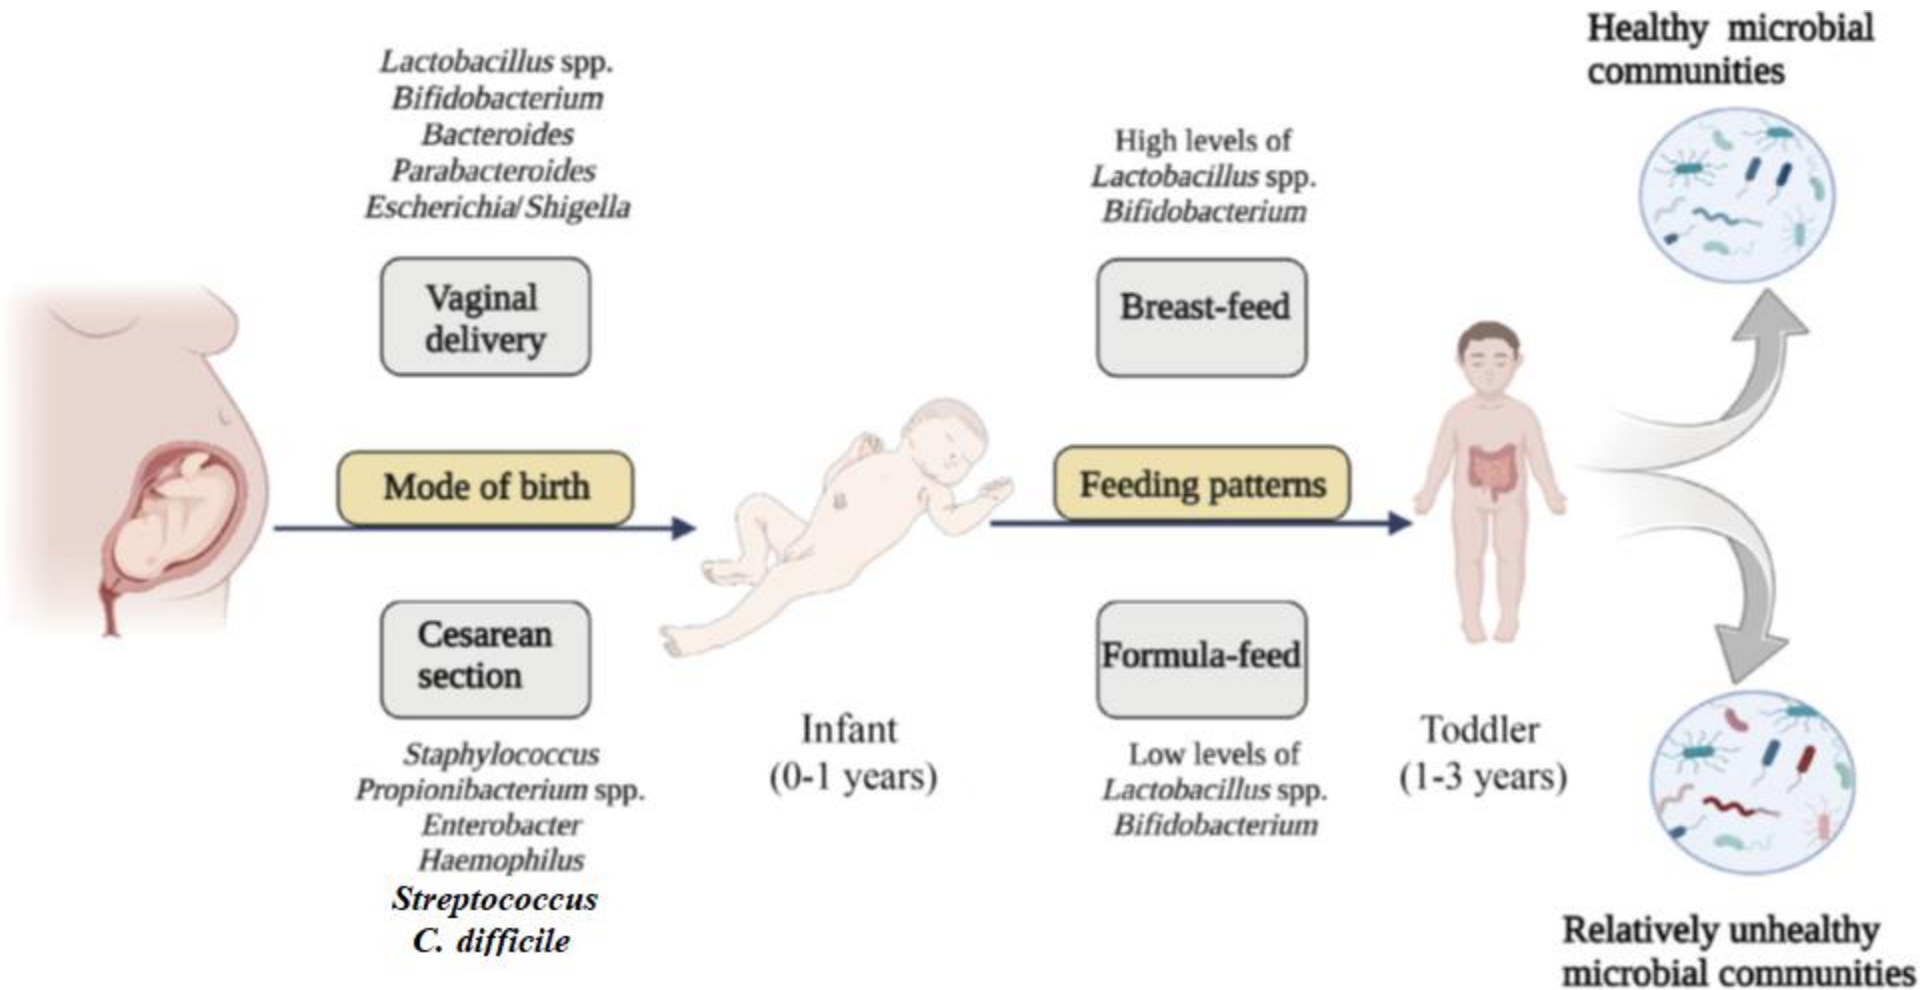 Lactobacillus spp.
Bifidobacterium
Bacteroides
Parabacteroides
Escherichia/Shigella
Vaginal
delivery
Mode of birth
Cesarean
section
Staphylococcus
Propionibacterium spp.
Enterobacter
Haemophilus
Streptococcus
C. difficile
Infant
(0-1 years)
High levels of
Lactobacillus spp.
Bifidobacterium
Breast-feed
Feeding patterns
Formula-feed
Low levels of
Lactobacillus spp.
Bifidobacterium
Toddler
(1-3 years)
Healthy microbial
communities
Relatively unhealthy
microbial communities